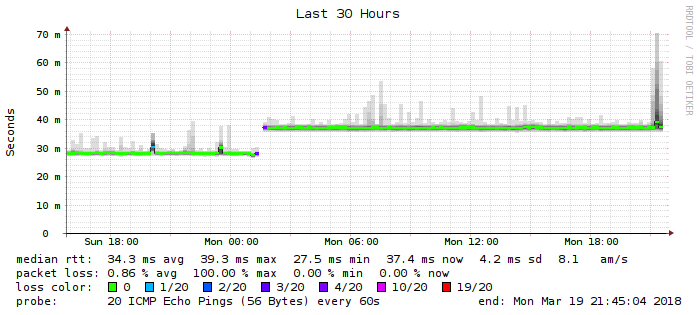 Last 30 Hours
RRDTOOL / TOBI OETIKER
Seconds
70 m
60 m
50 m
40 m
30 m
20 m
10 m
0
Sun 18:00 Mon 00:00 Mon 06:00 Mon 12:00 Mon 18:00
median rtt: 34.3 ms avg 39.3 ms max 27.5 ms min 37.4 ms now 4.2 ms sd 8.1 am/s
packet loss: 0.86 % avg 100.00 % max 0.00 % min 0.00 % now
loss color: 0 1/20 2/20 3/20 4/20 10/20 19/20
probe: 20 ICMP Echo Pings (56 Bytes) every 60s end: Mon Mar 19 21:45:04 2018